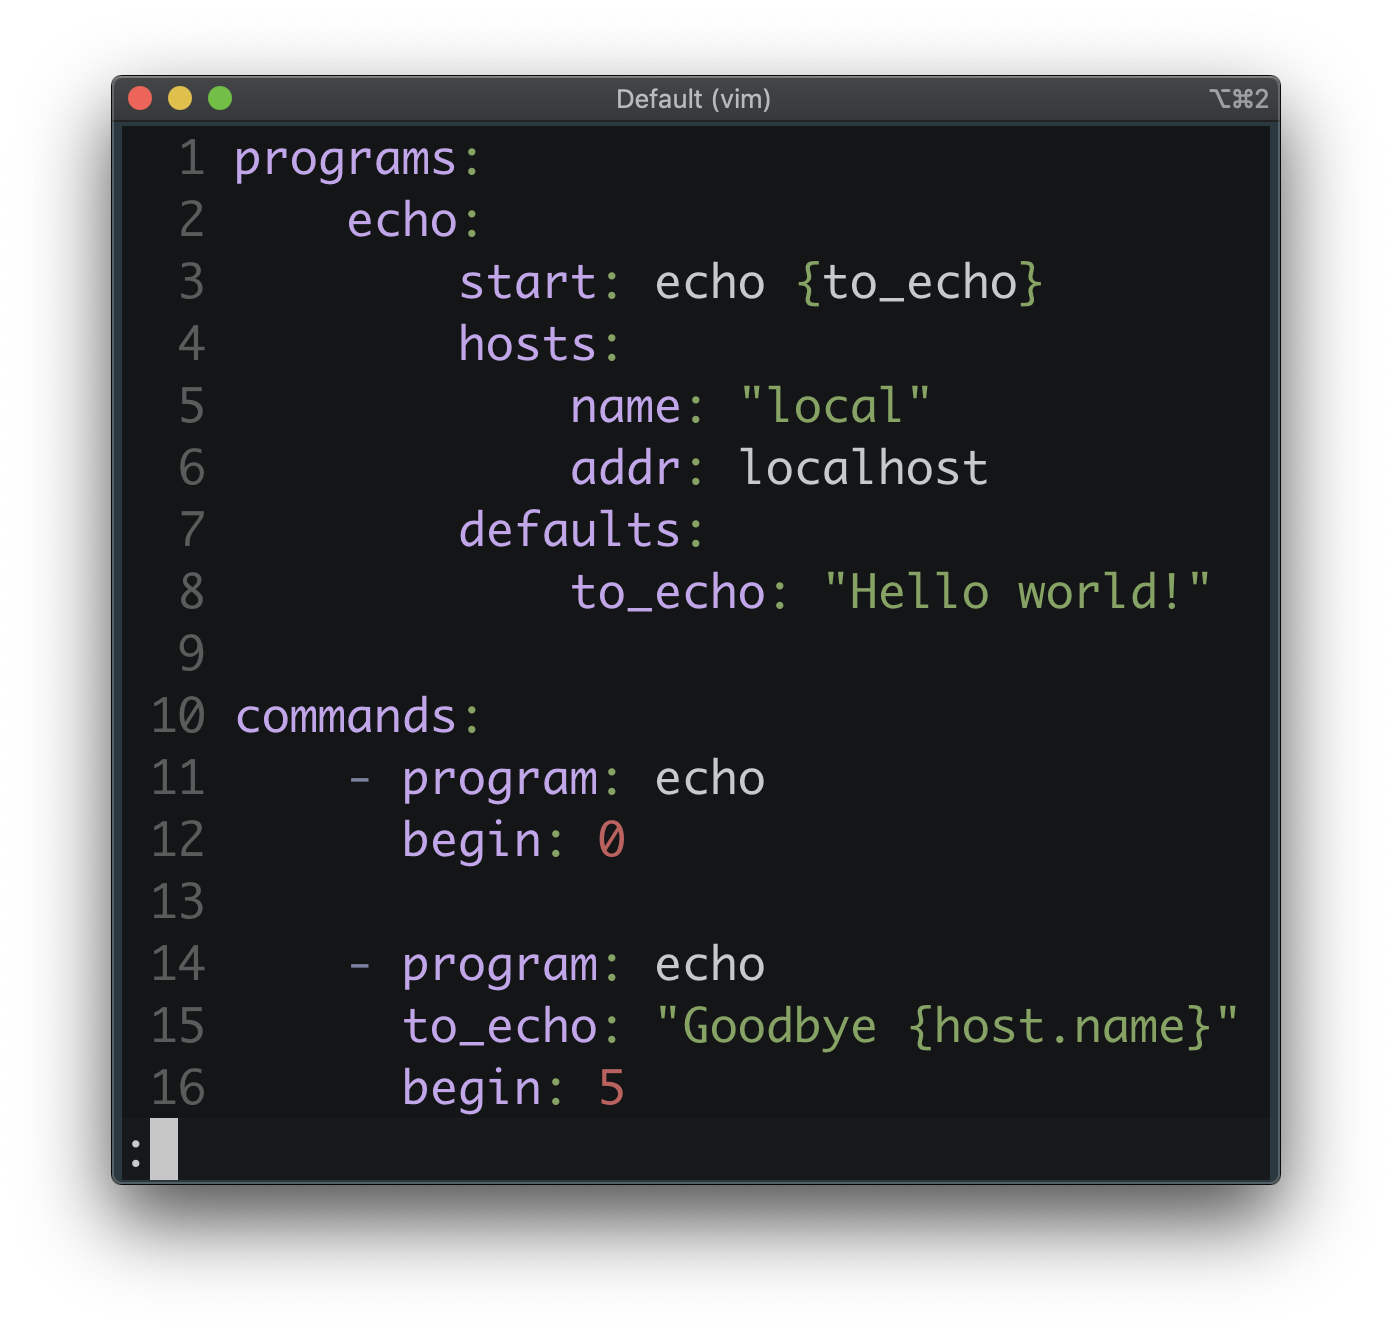 Default (vim) ⌥⌘2
1 programs:
2     echo:
3         start: echo {to_echo}
4         hosts:
5             name: "local"
6             addr: localhost
7         defaults:
8             to_echo: "Hello world!"
9
10 commands:
11     - program: echo
12       begin: 0
13
14     - program: echo
15       to_echo: "Goodbye {host.name}"
16       begin: 5
: